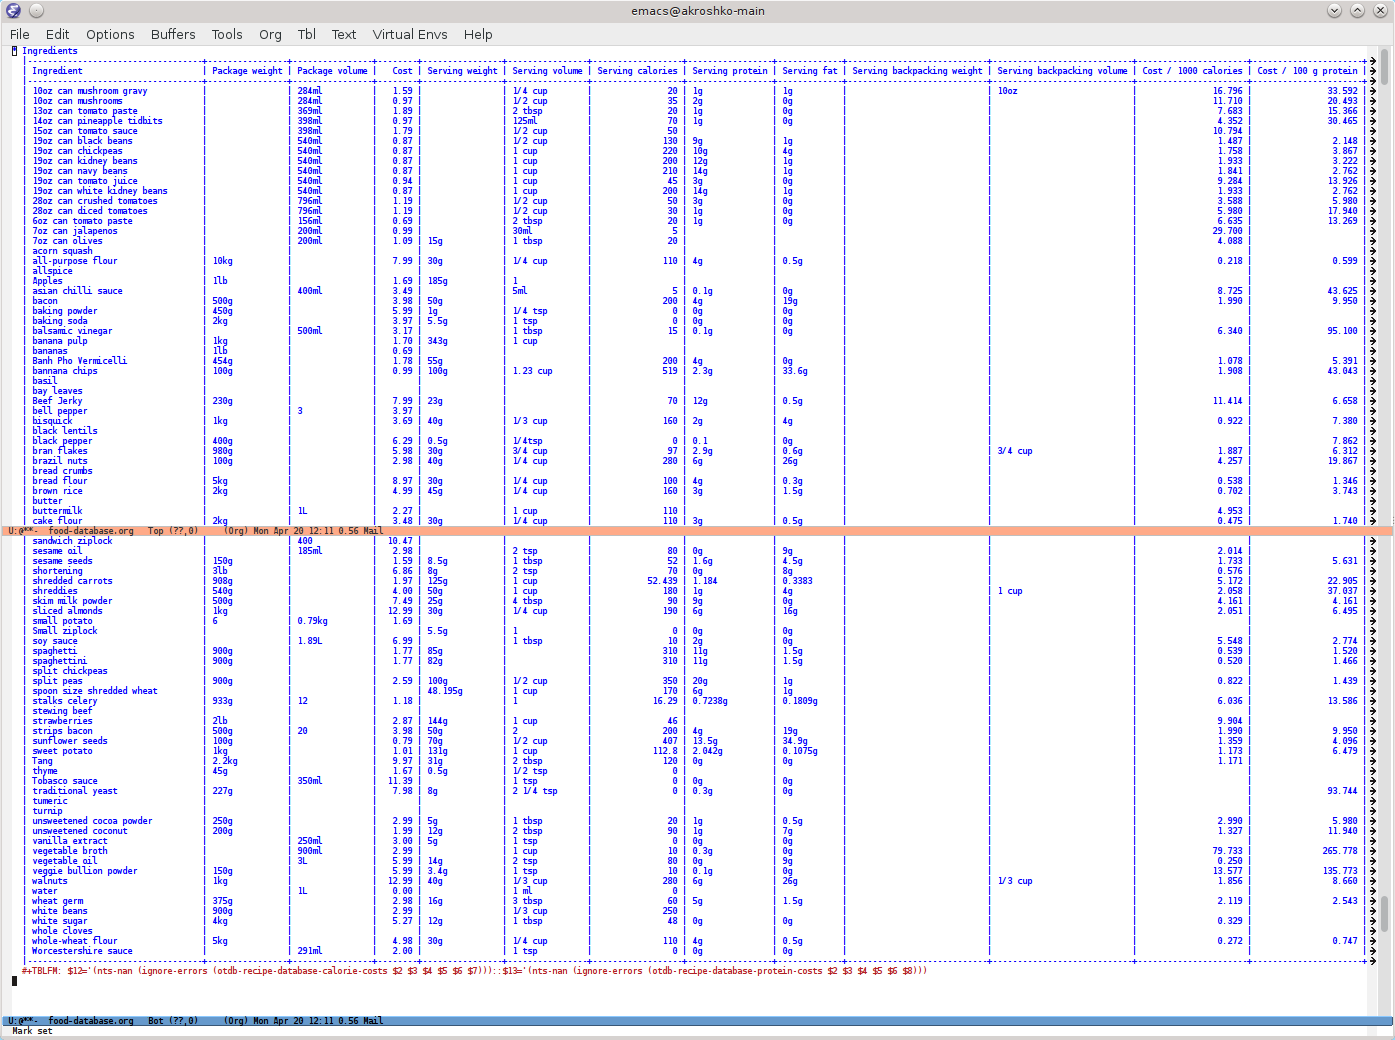 emacs@akroshko-main
File Edit Options Buffers Tools Org Tbl Text Virtual Envs Help
* Ingredients
| Ingredient | Package weight | Package volume | Cost | Serving weight | Serving volume | Serving calories | Serving protein | Serving fat | Serving backpacking weight | Serving backpacking volume | Cost / 1000 calories | Cost / 100 g protein |
| 10oz can mushroom gravy | | 284ml | 1.59 | | 1/4 cup | 20 | 1g | 1g | | 10oz | 16.796 | 33.592 |
| 10oz can mushrooms | | 284ml | 0.97 | | 1/2 cup | 35 | 2g | 0g | | | 11.710 | 20.493 |
| 13oz can tomato paste | | 369ml | 1.89 | | 2 tbsp | 20 | 1g | 0g | | | 7.683 | 15.366 |
| 14oz can pineapple tidbits | | 398ml | 0.97 | | 125ml | 70 | 1g | 0g | | | 4.352 | 30.465 |
| 15oz can tomato sauce | | 398ml | 1.79 | | 1/2 cup | 50 | | | | | 10.794 | |
| 19oz can black beans | | 540ml | 0.87 | | 1/2 cup | 130 | 9g | 1g | | | 1.487 | 2.148 |
| 19oz can chickpeas | | 540ml | 0.87 | | 1 cup | 220 | 10g | 4g | | | 1.758 | 3.867 |
| 19oz can kidney beans | | 540ml | 0.87 | | 1 cup | 200 | 12g | 1g | | | 1.933 | 3.222 |
| 19oz can navy beans | | 540ml | 0.87 | | 1 cup | 210 | 14g | 1g | | | 1.841 | 2.762 |
| 19oz can tomato juice | | 540ml | 0.94 | | 1 cup | 45 | 3g | 0g | | | 9.284 | 13.926 |
| 19oz can white kidney beans | | 540ml | 0.87 | | 1 cup | 200 | 14g | 1g | | | 1.933 | 2.762 |
| 28oz can crushed tomatoes | | 796ml | 1.19 | | 1/2 cup | 50 | 3g | 0g | | | 3.588 | 5.980 |
| 28oz can diced tomatoes | | 796ml | 1.19 | | 1/2 cup | 30 | 1g | 0g | | | 5.980 | 17.940 |
| 6oz can tomato paste | | 156ml | 0.69 | | 2 tbsp | 20 | 1g | 0g | | | 6.635 | 13.269 |
| 7oz can jalapenos | | 200ml | 0.99 | | 30ml | 5 | | | | | 29.700 | |
| 7oz can olives | | 200ml | 1.09 | 15g | 1 tbsp | 20 | | | | | 4.088 | |
| acorn squash | | | | | | | | | | | | |
| all-purpose flour | 10kg | | 7.99 | 30g | 1/4 cup | 110 | 4g | 0.5g | | | 0.218 | 0.599 |
| allspice | | | | | | | | | | | | |
| Apples | 1lb | | 1.69 | 185g | 1 | | | | | | | |
| asian chilli sauce | | 400ml | 3.49 | | 5ml | 5 | 0.1g | 0g | | | 8.725 | 43.625 |
| bacon | 500g | | 3.98 | 50g | | 200 | 4g | 19g | | | 1.990 | 9.950 |
| baking powder | 450g | | 5.99 | 1g | 1/4 tsp | 0 | 0g | 0g | | | | |
| baking soda | 2kg | | 3.97 | 5.5g | 1 tsp | 0 | 0g | 0g | | | | |
| balsamic vinegar | | 500ml | 3.17 | | 1 tbsp | 15 | 0.1g | 0g | | | 6.340 | 95.100 |
| banana pulp | 1kg | | 1.70 | 343g | 1 cup | | | | | | | |
| bananas | 1lb | | 0.69 | | | | | | | | | |
| Banh Pho Vermicelli | 454g | | 1.78 | 55g | | 200 | 4g | 0g | | | 1.078 | 5.391 |
| bannana chips | 100g | | 0.99 | 100g | 1.23 cup | 519 | 2.3g | 33.6g | | | 1.908 | 43.043 |
| basil | | | | | | | | | | | | |
| bay leaves | | | | | | | | | | | | |
| Beef Jerky | 230g | | 7.99 | 23g | | 70 | 12g | 0.5g | | | 11.414 | 6.658 |
| bell pepper | | 3 | 3.97 | | | | | | | | | |
| bisquick | 1kg | | 3.69 | 40g | 1/3 cup | 160 | 2g | 4g | | | 0.922 | 7.380 |
| black lentils | | | | | | | | | | | | |
| black pepper | 400g | | 6.29 | 0.5g | 1/4tsp | 0 | 0.1 | 0g | | | | 7.862 |
| bran flakes | 980g | | 5.98 | 30g | 3/4 cup | 97 | 2.9g | 0.6g | | 3/4 cup | 1.887 | 6.312 |
| brazil nuts | 100g | | 2.98 | 40g | 1/4 cup | 280 | 6g | 26g | | | 4.257 | 19.867 |
| bread crumbs | | | | | | | | | | | | |
| bread flour | 5kg | | 8.97 | 30g | 1/4 cup | 100 | 4g | 0.3g | | | 0.538 | 1.346 |
| brown rice | 2kg | | 4.99 | 45g | 1/4 cup | 160 | 3g | 1.5g | | | 0.702 | 3.743 |
| butter | | | | | | | | | | | | |
| buttermilk | | 1L | 2.27 | | 1 cup | 110 | | | | | 4.953 | |
| cake flour | 2kg | | 3.48 | 30g | 1/4 cup | 110 | 3g | 0.5g | | | 0.475 | 1.740 |
U:@**- food-database.org Top (??,0) (Org) Mon Apr 20 12:11 0.56 Mail
| sandwich ziplock | | 400 | 10.47 | | | | | | | | | |
| sesame oil | | 185ml | 2.98 | | 2 tsp | 80 | 0g | 9g | | | 2.014 | |
| sesame seeds | 150g | | 1.59 | 8.5g | 1 tbsp | 52 | 1.6g | 4.5g | | | 1.733 | 5.631 |
| shortening | 3lb | | 6.86 | 8g | 2 tsp | 70 | 0g | 8g | | | 0.576 | |
| shredded carrots | 908g | | 1.97 | 125g | 1 cup | 52.439 | 1.184 | 0.3383 | | | 5.172 | 22.905 |
| shreddies | 540g | | 4.00 | 50g | 1 cup | 180 | 1g | 4g | | 1 cup | 2.058 | 37.037 |
| skim milk powder | 500g | | 7.49 | 25g | 4 tbsp | 90 | 9g | 0g | | | 4.161 | 4.161 |
| sliced almonds | 1kg | | 12.99 | 30g | 1/4 cup | 190 | 6g | 16g | | | 2.051 | 6.495 |
| small potato | 6 | 0.79kg | 1.69 | | | | | | | | | |
| Small ziplock | | | | 5.5g | 1 | 0 | 0g | 0g | | | | |
| soy sauce | | 1.89L | 6.99 | | 1 tbsp | 10 | 2g | 0g | | | 5.548 | 2.774 |
| spaghetti | 900g | | 1.77 | 85g | | 310 | 11g | 1.5g | | | 0.539 | 1.520 |
| spaghettini | 900g | | 1.77 | 82g | | 310 | 11g | 1.5g | | | 0.520 | 1.466 |
| split chickpeas | | | | | | | | | | | | |
| split peas | 900g | | 2.59 | 100g | 1/2 cup | 350 | 20g | 1g | | | 0.822 | 1.439 |
| spoon size shredded wheat | | | | 48.195g | 1 cup | 170 | 6g | 1g | | | | |
| stalks celery | 933g | 12 | 1.18 | | 1 | 16.29 | 0.7238g | 0.1809g | | | 6.036 | 13.586 |
| stewing beef | | | | | | | | | | | | |
| strawberries | 2lb | | 2.87 | 144g | 1 cup | 46 | | | | | 9.904 | |
| strips bacon | 500g | 20 | 3.98 | 50g | 2 | 200 | 4g | 19g | | | 1.990 | 9.950 |
| sunflower seeds | 100g | | 0.79 | 70g | 1/2 cup | 407 | 13.5g | 34.9g | | | 1.359 | 4.096 |
| sweet potato | 1kg | | 1.01 | 131g | 1 cup | 112.8 | 2.042g | 0.1075g | | | 1.173 | 6.479 |
| Tang | 2.2kg | | 9.97 | 31g | 2 tbsp | 120 | 0g | 0g | | | 1.171 | |
| thyme | 45g | | 1.67 | 0.5g | 1/2 tsp | 0 | | | | | | |
| Tobasco sauce | | 350ml | 11.39 | | 1 tsp | 0 | 0g | 0g | | | | |
| traditional yeast | 227g | | 7.98 | 8g | 2 1/4 tsp | 0 | 0.3g | 0g | | | | 93.744 |
| tumeric | | | | | | | | | | | | |
| turnip | | | | | | | | | | | | |
| unsweetened cocoa powder | 250g | | 2.99 | 5g | 1 tbsp | 20 | 1g | 0.5g | | | 2.990 | 5.980 |
| unsweetened coconut | 200g | | 1.99 | 12g | 2 tbsp | 90 | 1g | 7g | | | 1.327 | 11.940 |
| vanilla extract | | 250ml | 3.00 | 5g | 1 tsp | 0 | 0g | 0g | | | | |
| vegetable broth | | 900ml | 2.99 | | 1 cup | 10 | 0.3g | 0g | | | 79.733 | 265.778 |
| vegetable oil | | 3L | 5.99 | 14g | 2 tsp | 80 | 0g | 9g | | | 0.250 | |
| veggie bullion powder | 150g | | 5.99 | 3.4g | 1 tsp | 10 | 0.1g | 0g | | | 13.577 | 135.773 |
| walnuts | 1kg | | 12.99 | 40g | 1/3 cup | 280 | 6g | 26g | | 1/3 cup | 1.856 | 8.660 |
| water | | 1L | 0.00 | | 1 ml | 0 | | | | | | |
| wheat germ | 375g | | 2.98 | 16g | 3 tbsp | 60 | 5g | 1.5g | | | 2.119 | 2.543 |
| white beans | 900g | | 2.99 | | 1/3 cup | 250 | | | | | | |
| white sugar | 4kg | | 5.27 | 12g | 1 tbsp | 48 | 0g | 0g | | | 0.329 | |
| whole cloves | | | | | | | | | | | | |
| whole-wheat flour | 5kg | | 4.98 | 30g | 1/4 cup | 110 | 4g | 0.5g | | | 0.272 | 0.747 |
| Worcestershire sauce | | 291ml | 2.00 | | 1 tsp | 0 | 0g | 0g | | | | |
#+TBLFM: $12='(nts-nan (ignore-errors (otdb-recipe-database-calorie-costs $2 $3 $4 $5 $6 $7)))::$13='(nts-nan (ignore-errors (otdb-recipe-database-protein-costs $2 $3 $4 $5 $6 $8)))
U:@**- food-database.org Bot (??,0) (Org) Mon Apr 20 12:11 0.56 Mail
Mark set